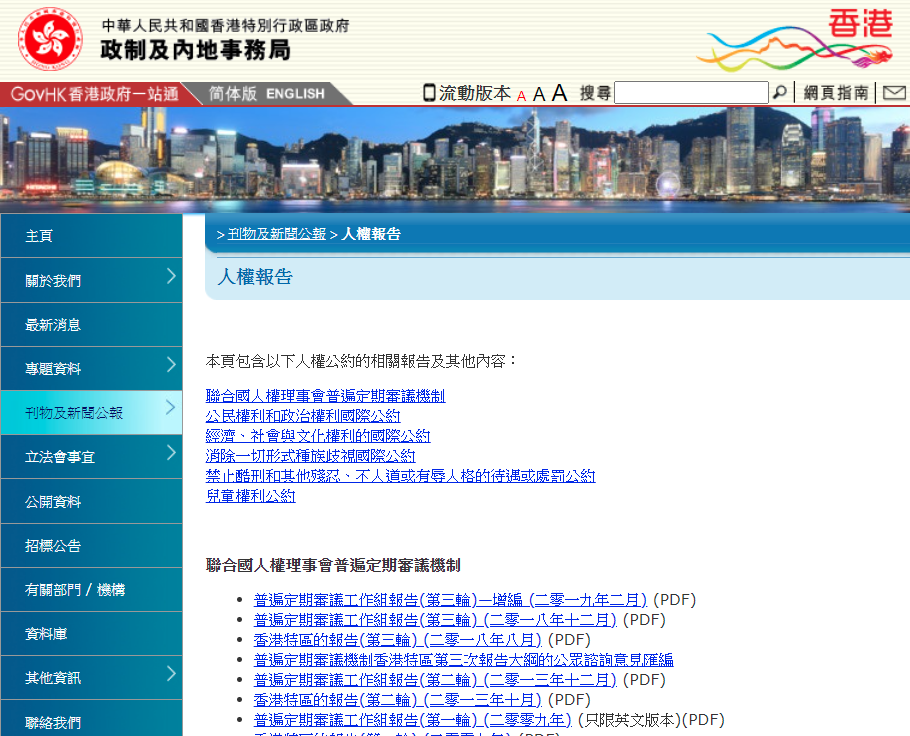 中華人民共和國香港特別行政區政府
政制及內地事務局
香港
GovHK香港政府一站通
简体版 ENGLISH
流動版本 A A A 搜尋
網頁指南
主頁
關於我們
最新消息
專題資料
刊物及新聞公報
立法會事宜
公開資料
招標公告
有關部門 / 機構
資料庫
其他資訊
聯絡我們
> 刊物及新聞公報 > 人權報告
人權報告
本頁包含以下人權公約的相關報告及其他內容：
聯合國人權理事會普遍定期審議機制
公民權利和政治權利國際公約
經濟、社會與文化權利的國際公約
消除一切形式種族歧視國際公約
禁止酷刑和其他殘忍、不人道或有辱人格的待遇或處罰公約
兒童權利公約
聯合國人權理事會普遍定期審議機制
• 普遍定期審議工作組報告(第三輪)—增編 (二零一九年二月) (PDF)
• 普遍定期審議工作組報告(第三輪) (二零一八年十二月) (PDF)
• 香港特區的報告(第三輪) (二零一八年八月) (PDF)
• 普遍定期審議機制香港特區第三次報告大綱的公眾諮詢意見匯編
• 普遍定期審議工作組報告(第二輪) (二零一三年十二月) (PDF)
• 香港特區的報告(第二輪) (二零一三年十月) (PDF)
• 普遍定期審議工作組報告(第一輪) (二零零九年) (只限英文版本)(PDF)